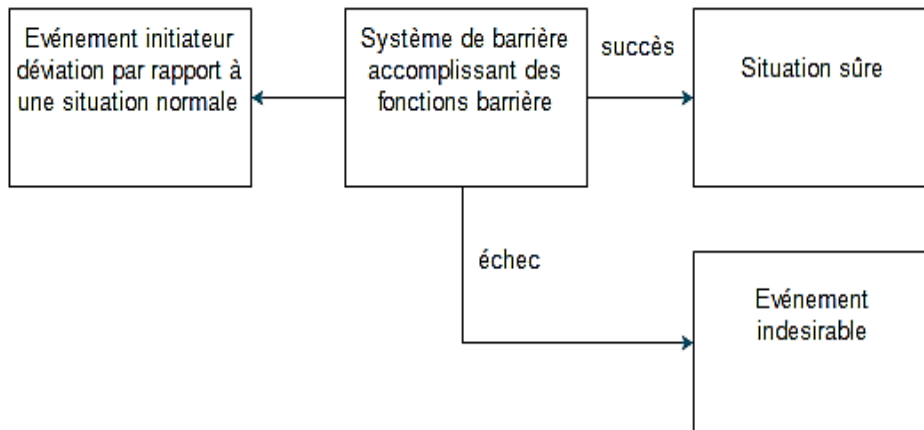 Evénement initiateur
déviation par rapport à
une situation normale
Système de barrière
accomplissant des
fonctions barrière
succès
Situation sûre
échec
Evénement
indesirable